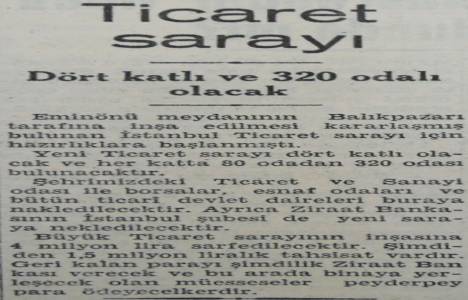 Ticaret
sarayı
Dört katlı ve 320 odalı
olacak
Eminönü meydanının Balıkpazarı
tarafına inşa edilmesi kararlaşmış
bulunan İstanbul Ticaret sarayı için
hazırlıklara başlanmıştı.
Yeni Ticaret sarayı dört katlı ola-
cak ve her katta 80 odadan 320 odası
bulunacaktır.
Şehrimizdeki Ticaret ve Sanayi
odası ile borsalar, esnaf odaları ve
bütün ticarî devlet daireleri buraya
nakledilecektir. Ayrıca Ziraat Banka
sının İstanbul şubesi de yeni sara-
ya nekledilecektir.
Büyük Ticaret sarayının inşasına
4 milyon lira sarfedilecektir. Şimdi-
den 1,5 milyon liralık tahsisat vardır.
Geri kalan parayı şimdilik Ziraat Ban
kası verecek ve bu arada binaya yer-
leşecek olan müesseseler peyderpey
para ödeyecelkerdir.